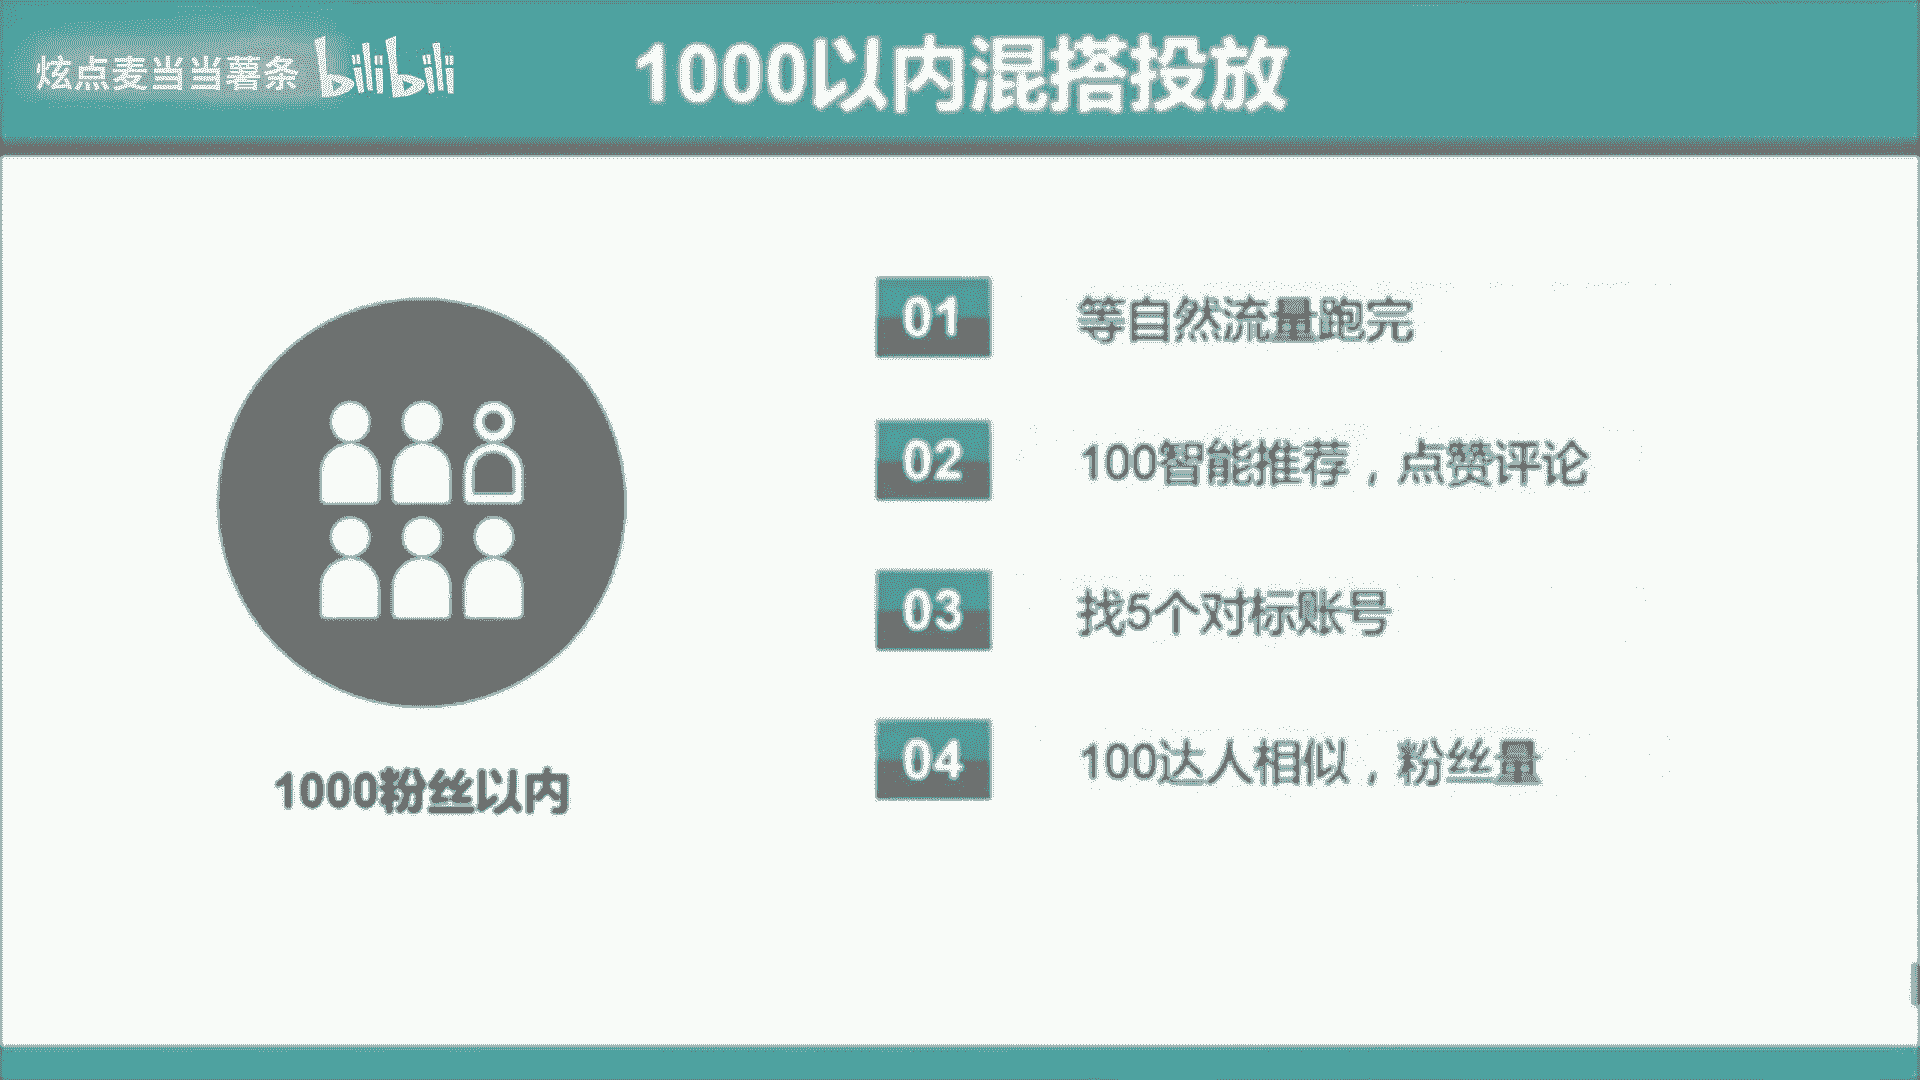 炫点麦当当薯条 bilibili
1000以内混搭投放
01 等自然流量跑完
02 100智能推荐，点赞评论
03 找5个对标账号
04 100达人相似，粉丝量
1000粉丝以内